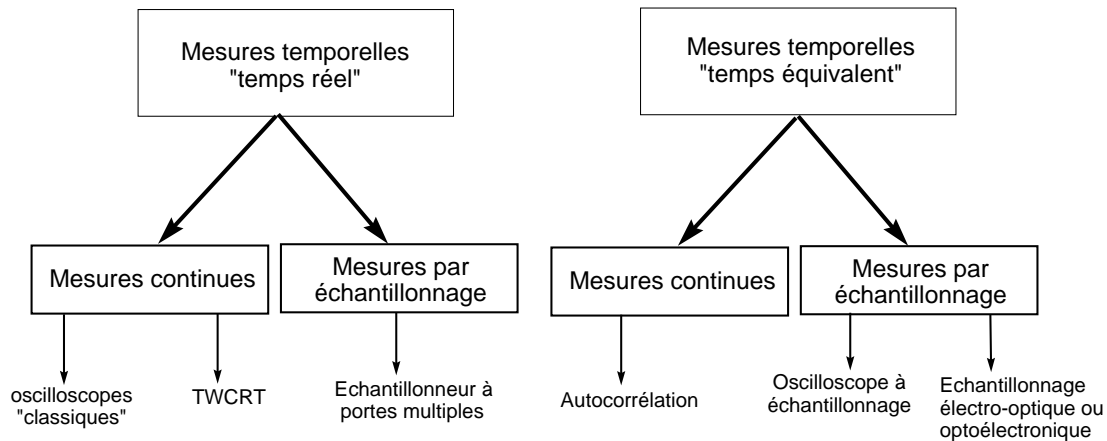 Mesures temporelles
"temps réel"
Mesures temporelles
"temps équivalent"
Mesures continues
Mesures par
échantillonnage
Mesures continues
Mesures par
échantillonnage
oscilloscopes
"classiques"
TWCRT
Echantillonneur à
portes multiples
Autocorrélation
Oscilloscope à
échantillonnage
Echantillonnage
électro-optique ou
optoélectronique